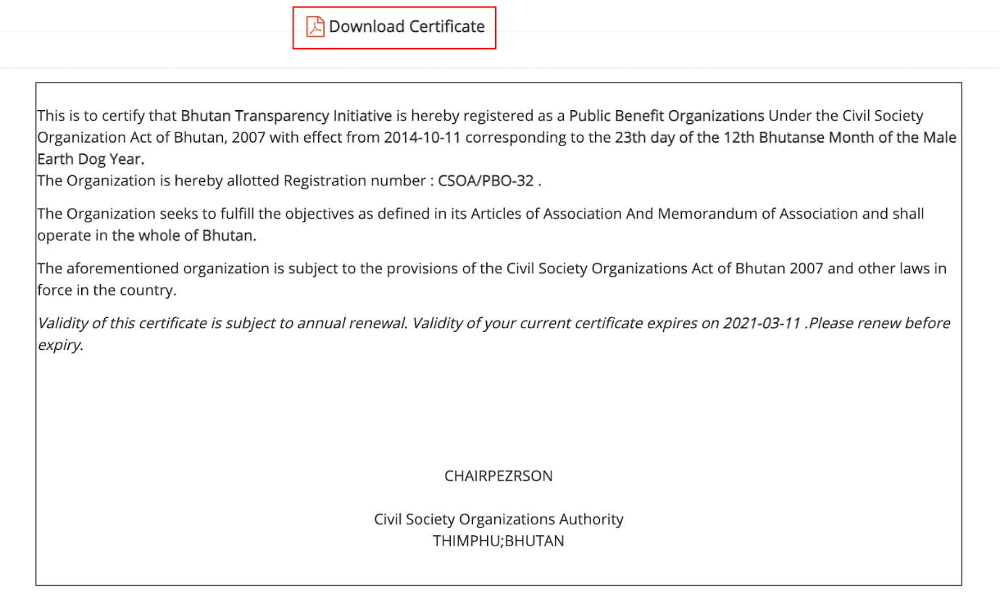 Download Certificate
This is to certify that Bhutan Transparency Initiative is hereby registered as a Public Benefit Organizations Under the Civil Society
Organization Act of Bhutan, 2007 with effect from 2014-10-11 corresponding to the 23th day of the 12th Bhutanse Month of the Male
Earth Dog Year.
The Organization is hereby allotted Registration number : CSOA/PBO-32 .
The Organization seeks to fulfill the objectives as defined in its Articles of Association And Memorandum of Association and shall
operate in the whole of Bhutan.
The aforementioned organization is subject to the provisions of the Civil Society Organizations Act of Bhutan 2007 and other laws in
force in the country.
Validity of this certificate is subject to annual renewal. Validity of your current certificate expires on 2021-03-11 .Please renew before
expiry.
CHAIRPEZRSON
Civil Society Organizations Authority
THIMPHU;BHUTAN